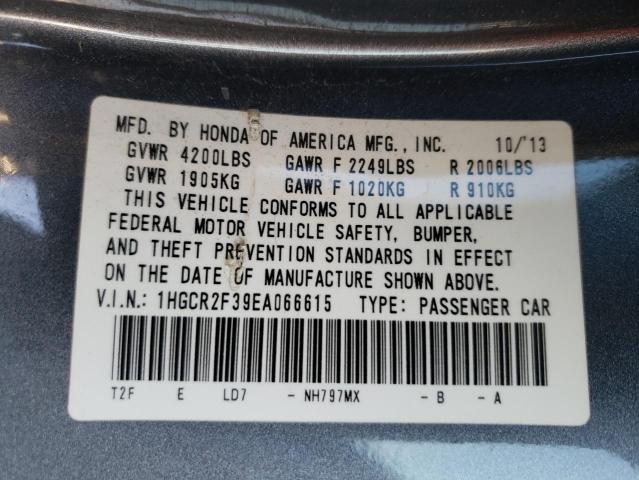 MFD. BY HONDA OF AMERICA MFG., INC. 10/'13
GVWR 4200LBS GAWR F 2249LBS R 2006LBS
GVWR 1905KG GAWR F 1020KG R 910KG
THIS VEHICLE CONFORMS TO ALL APPLICABLE
FEDERAL MOTOR VEHICLE SAFETY, BUMPER,
AND THEFT PREVENTION STANDARDS IN EFFECT
ON THE DATE OF MANUFACTURE SHOWN ABOVE.
V.I.N.: 1HGCR2F39EA066615 TYPE: PASSENGER CAR
T2F E LD7 - NH797MX - B - A